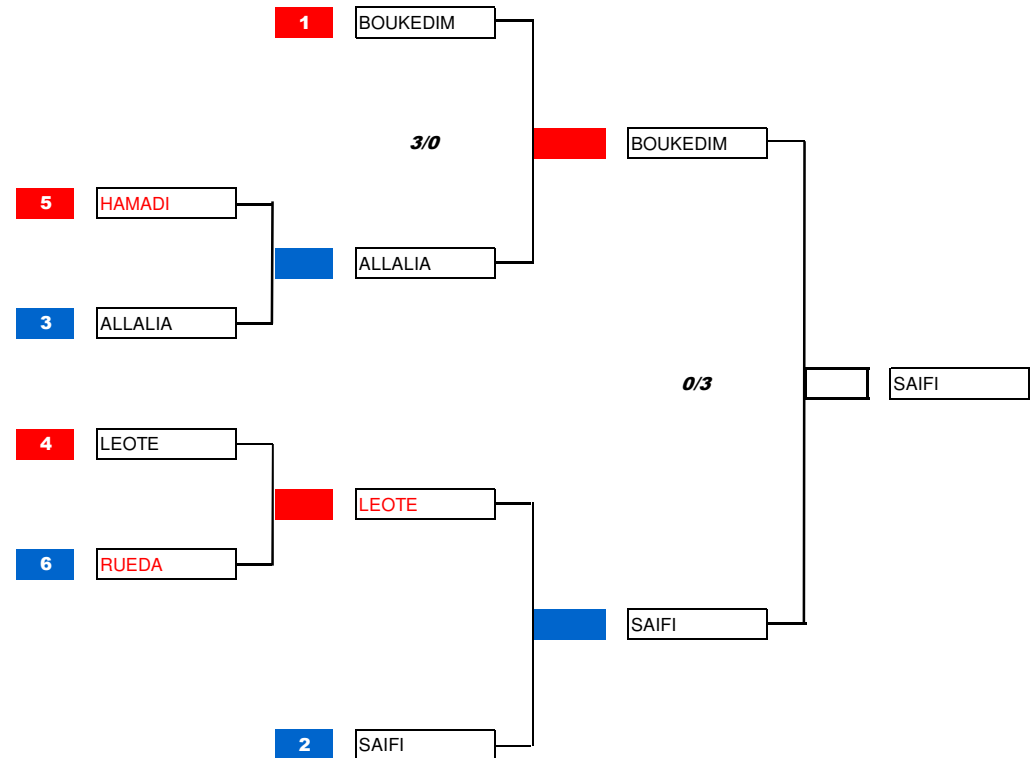 1 BOUKEDIM
3/0
BOUKEDIM
5 HAMADI
ALLALIA
3 ALLALIA
0/3
SAIFI
4 LEOTE
LEOTE
6 RUEDA
SAIFI
2 SAIFI